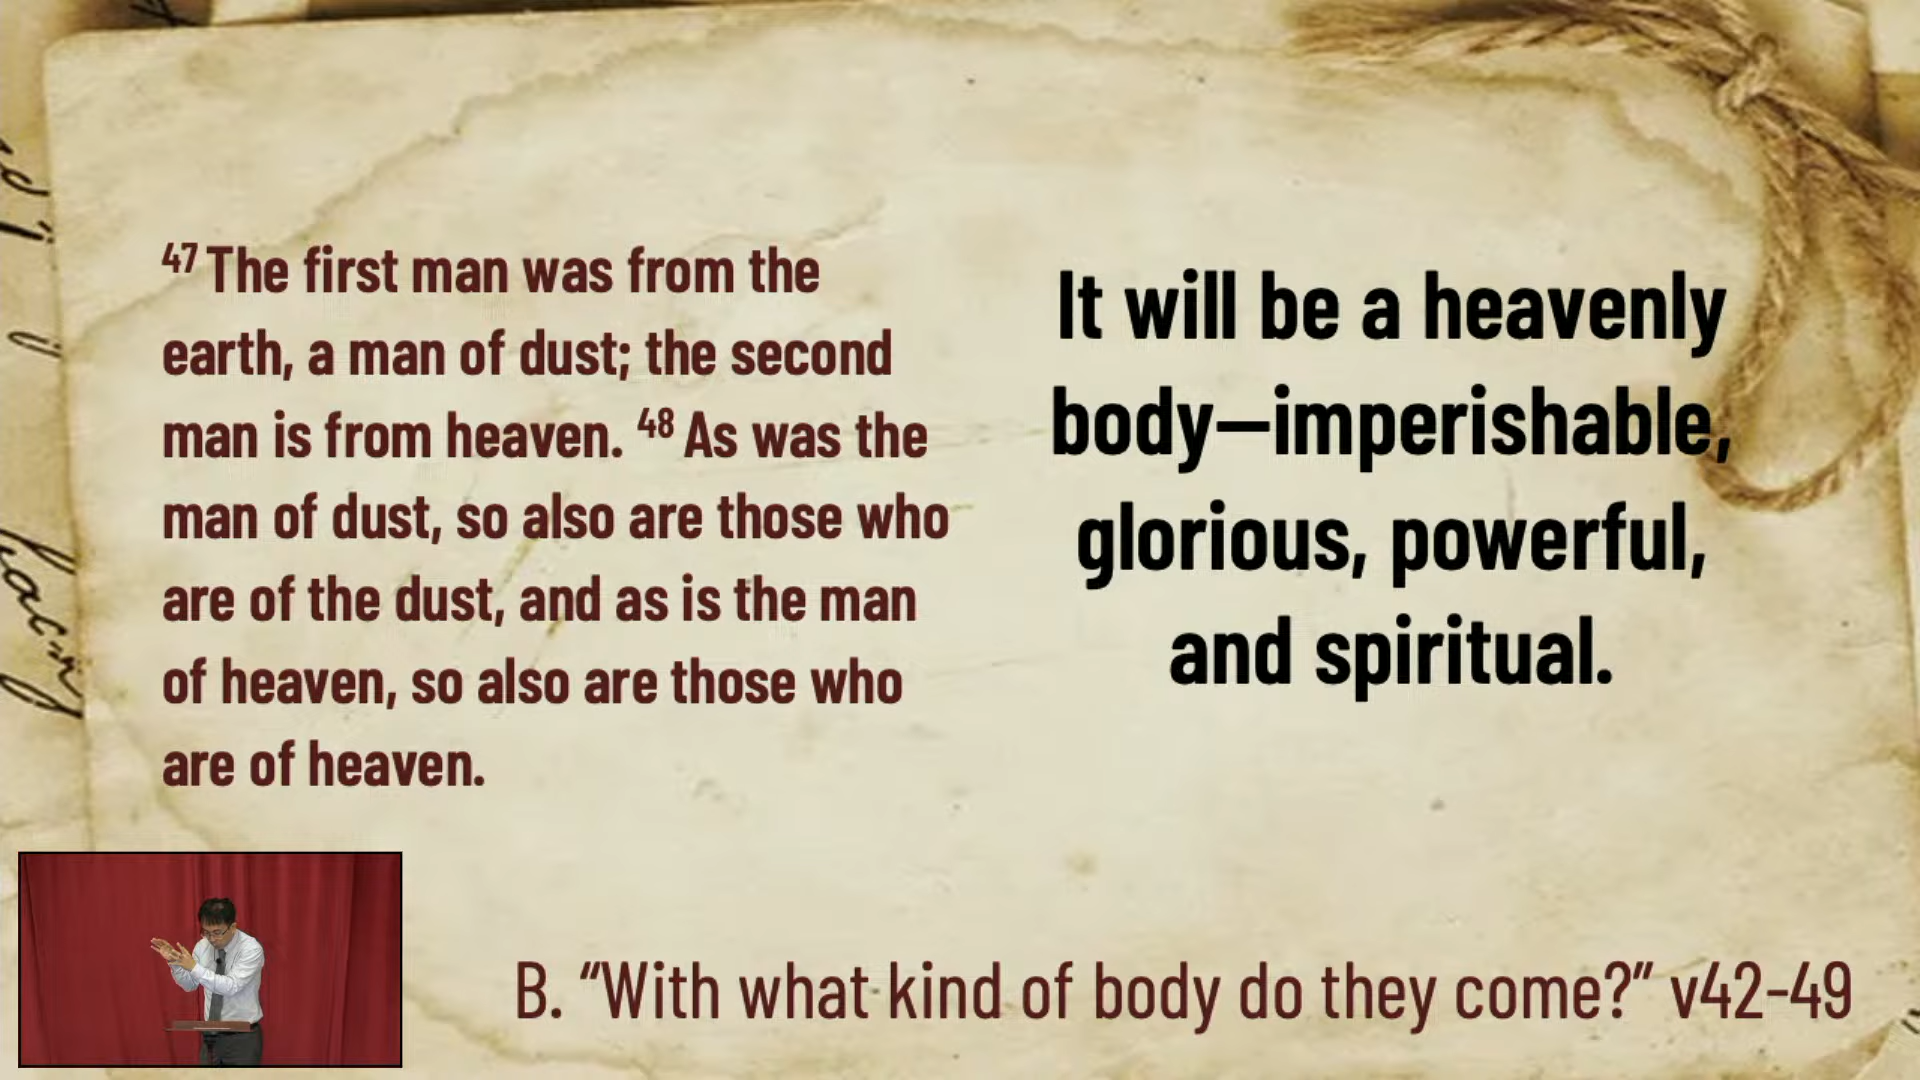 47 The first man was from the
earth, a man of dust; the second
man is from heaven. 48 As was the
man of dust, so also are those who
are of the dust, and as is the man
of heaven, so also are those who
are of heaven.
It will be a heavenly
body—imperishable,
glorious, powerful,
and spiritual.
B. “With what kind of body do they come?” v42-49